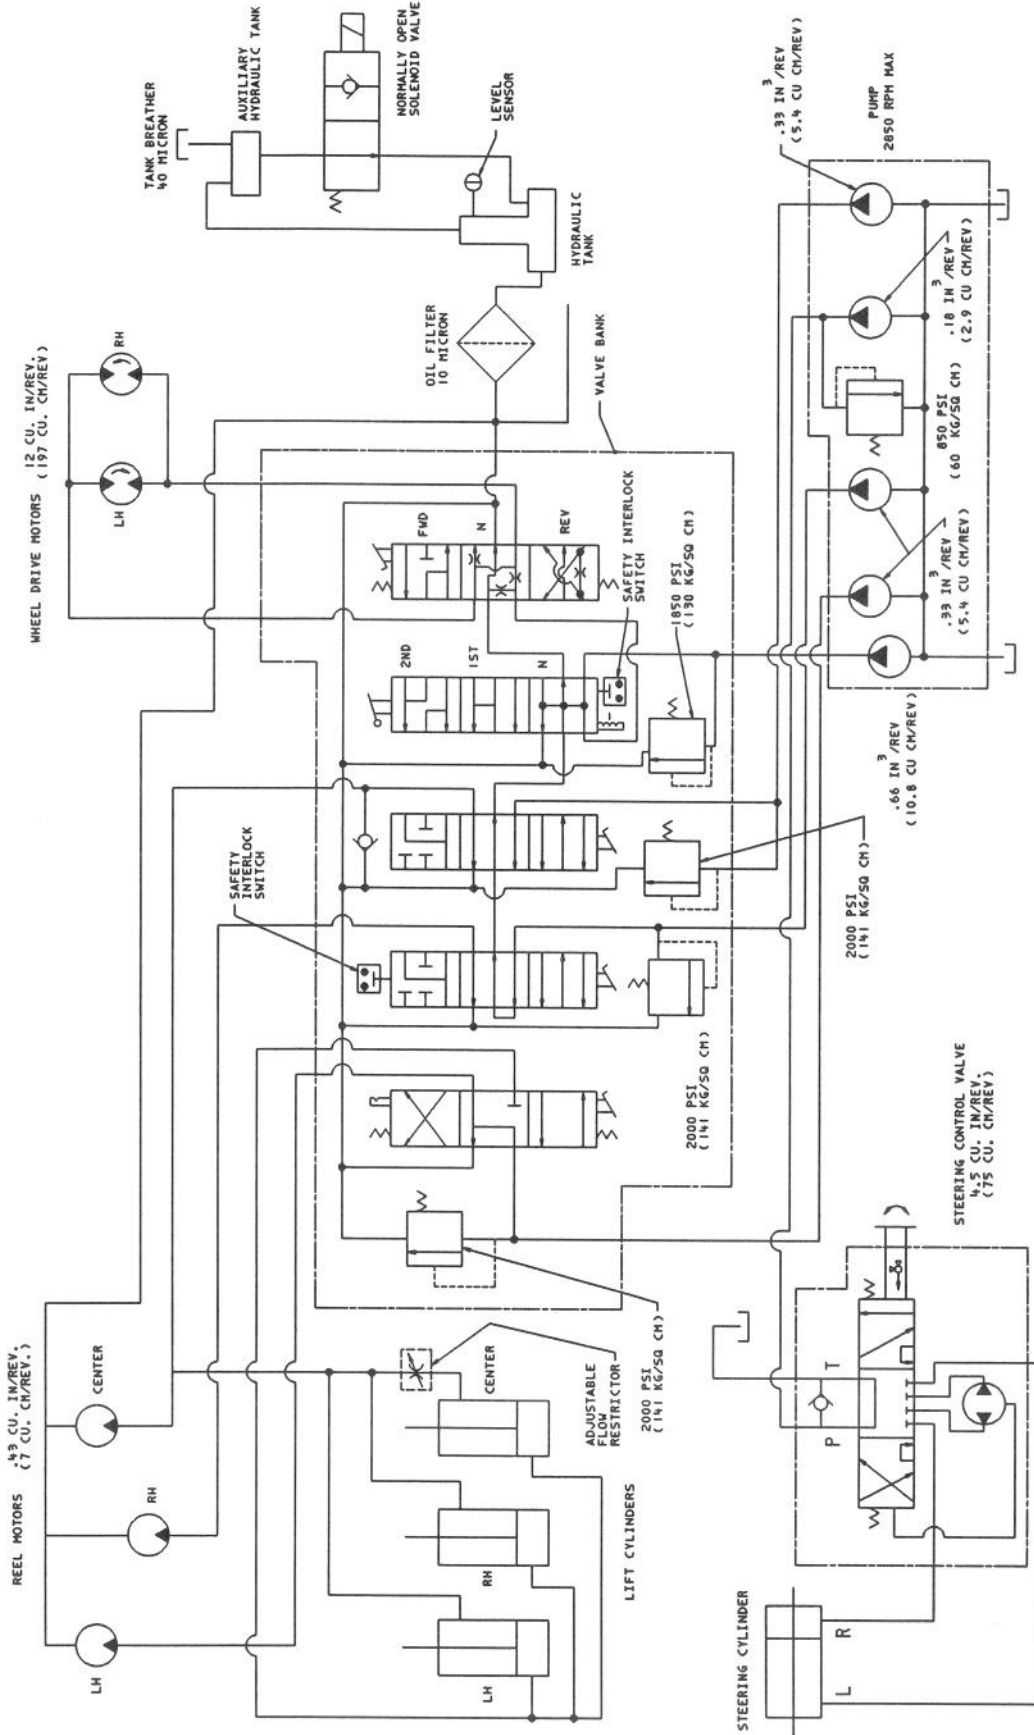 REEL MOTORS .43 CU. IN/REV.
(7 CU. CM/REV.)
LH
RH
CENTER
WHEEL DRIVE MOTORS 12 CU. IN/REV.
(197 CU. CM/REV)
LH
RH
TANK BREATHER
40 MICRON
AUXILIARY
HYDRAULIC TANK
NORMALLY OPEN
SOLENOID VALVE
LEVEL
SENSOR
HYDRAULIC
TANK
OIL FILTER
10 MICRON
VALVE BANK
SAFETY
INTERLOCK
SWITCH
2ND
1ST
N
FWD
N
REV
SAFETY INTERLOCK
SWITCH
1850 PSI
(130 KG/SQ CM)
2000 PSI
(141 KG/SQ CM)
2000 PSI
(141 KG/SQ CM)
2000 PSI
(141 KG/SQ CM)
ADJUSTABLE
FLOW
RESTRICTOR
LH
RH
CENTER
LIFT CYLINDERS
.66 IN3/REV
(10.8 CU CM/REV)
.33 IN3/REV
(5.4 CU CM/REV)
850 PSI
(60 KG/SQ CM)
.18 IN3/REV
(2.9 CU CM/REV)
.33 IN3/REV
(5.4 CU CM/REV)
PUMP
2850 RPM MAX
STEERING CYLINDER
L
R
P
T
STEERING CONTROL VALVE
4.5 CU. IN/REV.
(75 CU. CM/REV)